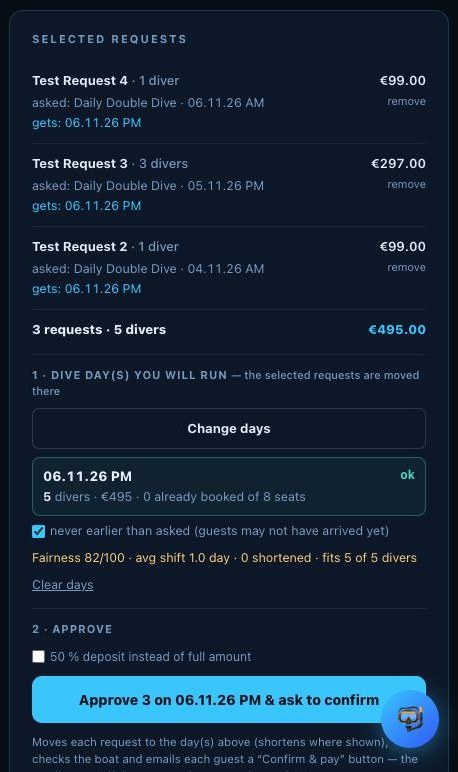 SELECTED REQUESTS
Test Request 4 · 1 diver €99.00
asked: Daily Double Dive · 06.11.26 AM remove
gets: 06.11.26 PM
Test Request 3 · 3 divers €297.00
asked: Daily Double Dive · 05.11.26 PM remove
gets: 06.11.26 PM
Test Request 2 · 1 diver €99.00
asked: Daily Double Dive · 04.11.26 AM remove
gets: 06.11.26 PM
3 requests · 5 divers €495.00
1 · DIVE DAY(S) YOU WILL RUN — the selected requests are moved
there
Change days
06.11.26 PM ok
5 divers · €495 · 0 already booked of 8 seats
never earlier than asked (guests may not have arrived yet)
Fairness 82/100 · avg shift 1.0 day · 0 shortened · fits 5 of 5 divers
Clear days
2 · APPROVE
50 % deposit instead of full amount
Approve 3 on 06.11.26 PM & ask to confirm
Moves each request to the day(s) above (shortens where shown),
checks the boat and emails each guest a “Confirm & pay” button — the